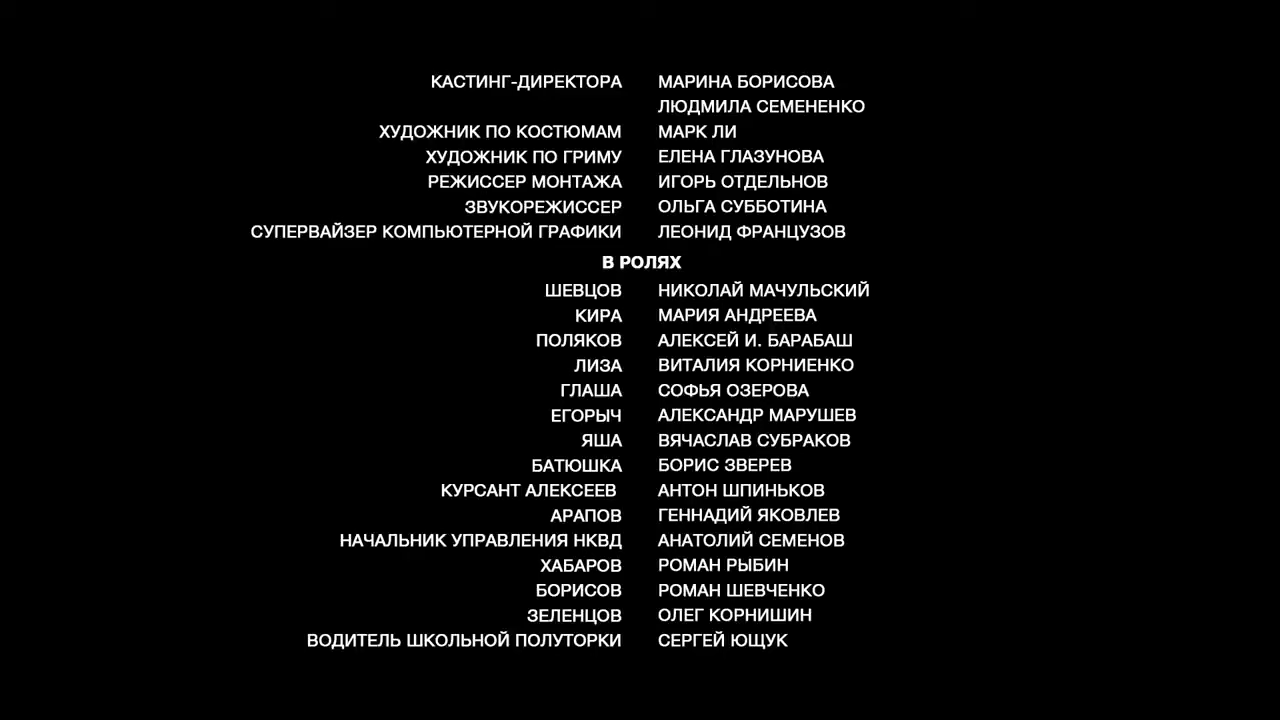 КАСТИНГ-ДИРЕКТОРА МАРИНА БОРИСОВА
ЛЮДМИЛА СЕМЕНЕНКО
ХУДОЖНИК ПО КОСТЮМАМ МАРК ЛИ
ХУДОЖНИК ПО ГРИМУ ЕЛЕНА ГЛАЗУНОВА
РЕЖИССЕР МОНТАЖА ИГОРЬ ОТДЕЛЬНОВ
ЗВУКОРЕЖИССЕР ОЛЬГА СУББОТИНА
СУПЕРВАЙЗЕР КОМПЬЮТЕРНОЙ ГРАФИКИ ЛЕОНИД ФРАНЦУЗОВ
В РОЛЯХ
ШЕВЦОВ НИКОЛАЙ МАЧУЛЬСКИЙ
КИРА МАРИЯ АНДРЕЕВА
ПОЛЯКОВ АЛЕКСЕЙ И. БАРАБАШ
ЛИЗА ВИТАЛИЯ КОРНИЕНКО
ГЛАША СОФЬЯ ОЗЕРОВА
ЕГОРЫЧ АЛЕКСАНДР МАРУШЕВ
ЯША ВЯЧАСЛАВ СУБРАКОВ
БАТЮШКА БОРИС ЗВЕРЕВ
КУРСАНТ АЛЕКСЕЕВ АНТОН ШПИНЬКОВ
АРАПОВ ГЕННАДИЙ ЯКОВЛЕВ
НАЧАЛЬНИК УПРАВЛЕНИЯ НКВД АНАТОЛИЙ СЕМЕНОВ
ХАБАРОВ РОМАН РЫБИН
БОРИСОВ РОМАН ШЕВЧЕНКО
ЗЕЛЕНЦОВ ОЛЕГ КОРНИШИН
ВОДИТЕЛЬ ШКОЛЬНОЙ ПОЛУТОРКИ СЕРГЕЙ ЮЩУК